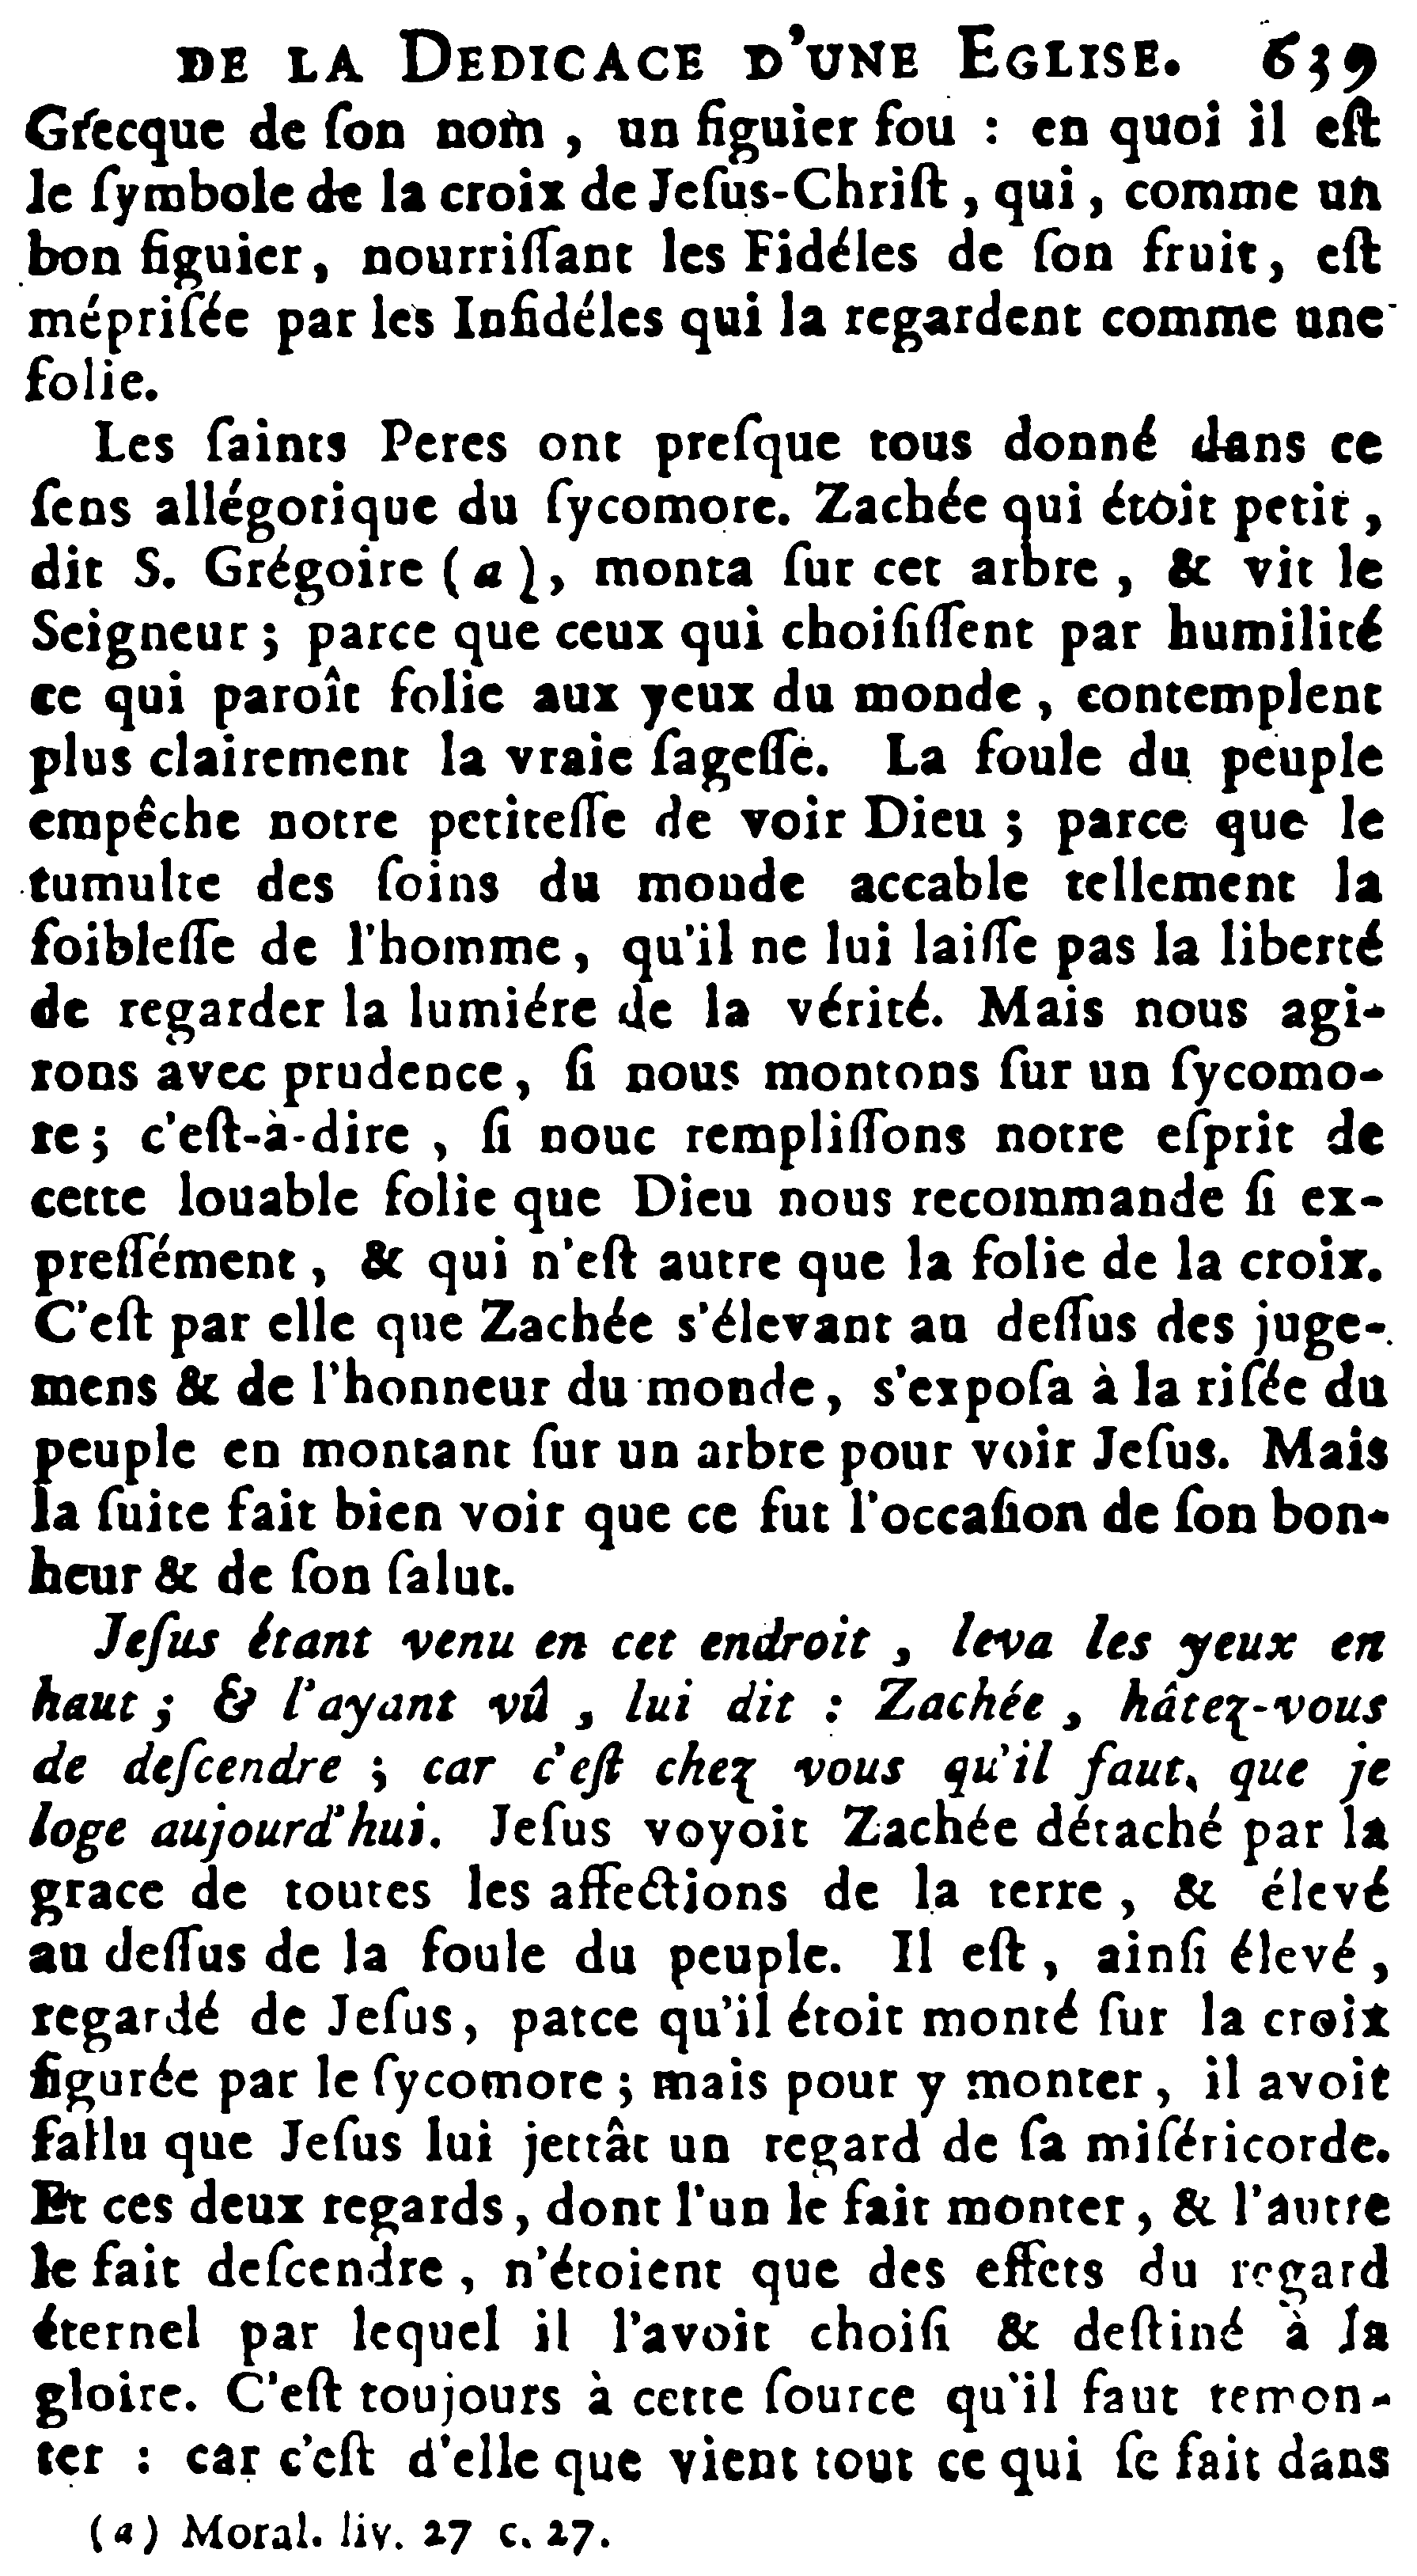 DE LA DEDICACE D'UNE EGLISE. 639
Grecque de ſon nom, un figuier fou : en quoi il eſt
le ſymbole de la croix de Jeſus-Chriſt, qui, comme un
bon figuier, nourriſſant les Fidéles de ſon fruit, eſt
mépriſée par les Infidéles qui la regardent comme une
folie.
Les ſaints Peres ont preſque tous donné dans ce
ſens allégorique du ſycomore. Zachée qui étoit petit,
dit S. Grégoire (a), monta ſur cet arbre, & vit le
Seigneur ; parce que ceux qui choiſiſſent par humilité
ce qui paroît folie aux yeux du monde, contemplent
plus clairement la vraie ſageſſe. La foule du peuple
empêche notre petiteſſe de voir Dieu ; parce que le
tumulte des ſoins du moude accable tellement la
foibleſſe de l'homme, qu'il ne lui laiſſe pas la liberté
de regarder la lumiére de la vérité. Mais nous agi-
rons avec prudence, ſi nous montons ſur un ſycomo-
re ; c'eſt-à-dire, ſi nouc rempliſſons notre eſprit de
cette louable folie que Dieu nous recommande ſi ex-
preſſément, & qui n'eſt autre que la folie de la croix.
C'eſt par elle que Zachée s'élevant au deſſus des juge-
mens & de l'honneur du monde, s'expoſa à la riſée du
peuple en montant ſur un arbre pour voir Jeſus. Mais
la ſuite fait bien voir que ce fut l'occaſion de ſon bon-
heur & de ſon ſalut.
Jeſus étant venu en cet endroit, leva les yeux en
haut ; & l'ayant vû, lui dit : Zachée, hâtez-vous
de deſcendre ; car c'eſt chez vous qu'il faut, que je
loge aujourd'hui. Jeſus voyoit Zachée détaché par la
grace de toutes les affections de la terre, & élevé
au deſſus de la foule du peuple. Il eſt, ainſi élevé,
regardé de Jeſus, patce qu'il étoit monté ſur la croix
figurée par le ſycomore ; mais pour y monter, il avoit
fallu que Jeſus lui jettât un regard de ſa miſéricorde.
Et ces deux regards, dont l'un le fait monter, & l'autre
le fait deſcendre, n'étoient que des effets du regard
éternel par lequel il l'avoit choiſi & deſtiné à la
gloire. C'eſt toujours à cette ſource qu'il faut remon-
ter : car c'eſt d'elle que vient tout ce qui ſe fait dans
(a) Moral. liv. 27 c. 27.